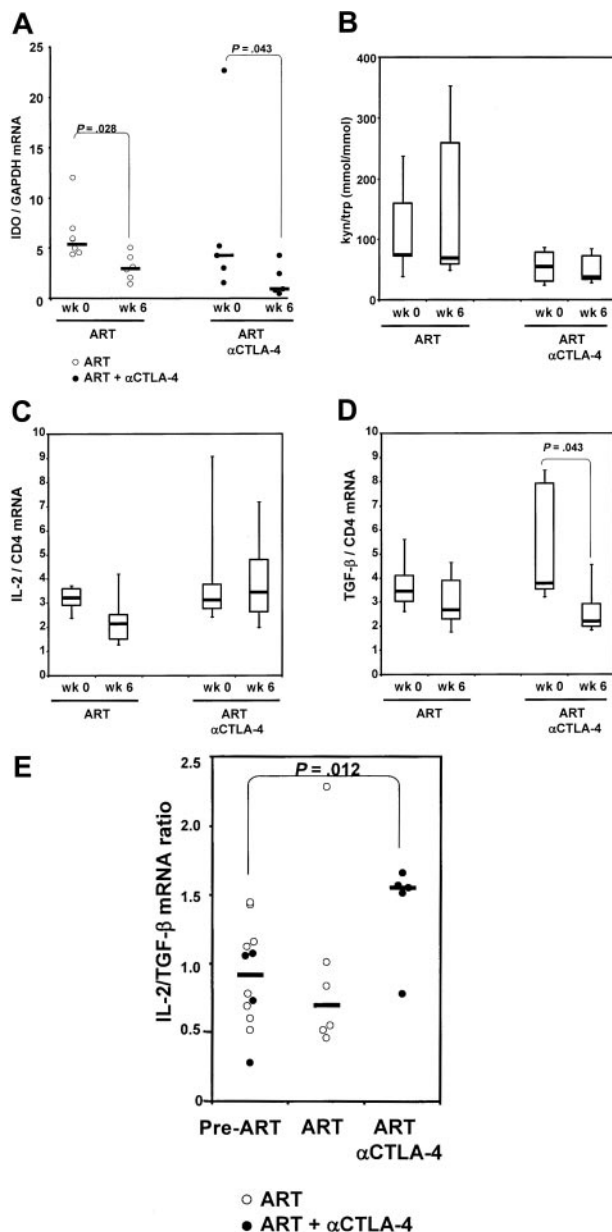 A
P = .043
25
20
P = .028
15
10
5
0
IDO / GAPDH mRNA
wk 0 wk 6 wk 0 wk 6
ART ART
αCTLA-4
○ ART
● ART + αCTLA-4
B
400
300
200
100
0
kyn/trp (mmol/mmol)
wk 0 wk 6 wk 0 wk 6
ART ART
αCTLA-4
C
10
9
8
7
6
5
4
3
2
1
0
IL-2 / CD4 mRNA
wk 0 wk 6 wk 0 wk 6
ART ART
αCTLA-4
D
10
P = .043
9
8
7
6
5
4
3
2
1
0
TGF-β / CD4 mRNA
wk 0 wk 6 wk 0 wk 6
ART ART
αCTLA-4
E
2.5
P = .012
2.0
1.5
1.0
0.5
0
IL-2/TGF-β mRNA ratio
Pre-ART ART ART
αCTLA-4
○ ART
● ART + αCTLA-4